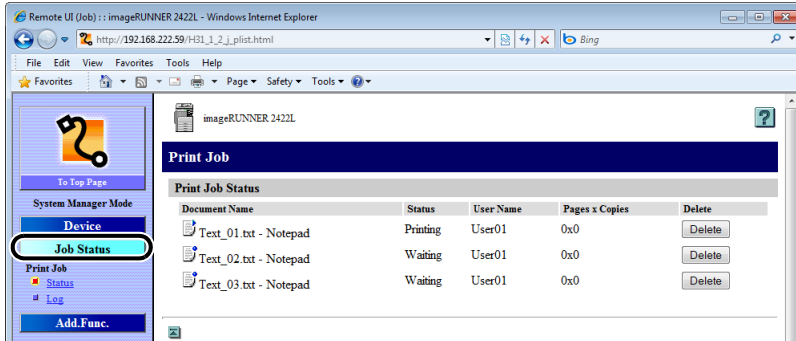 Remote UI (Job) : : imageRUNNER 2422L - Windows Internet Explorer
http://192.168.222.59/H31_1_2_j_plist.html
Bing
File Edit View Favorites Tools Help
Favorites Page Safety Tools
imageRUNNER 2422L
Print Job
To Top Page
System Manager Mode
Device
Job Status
Print Job
Status
Log
Add.Func.
Print Job Status
Document Name Status User Name Pages x Copies Delete
Text_01.txt - Notepad Printing User01 0x0 Delete
Text_02.txt - Notepad Waiting User01 0x0 Delete
Text_03.txt - Notepad Waiting User01 0x0 Delete